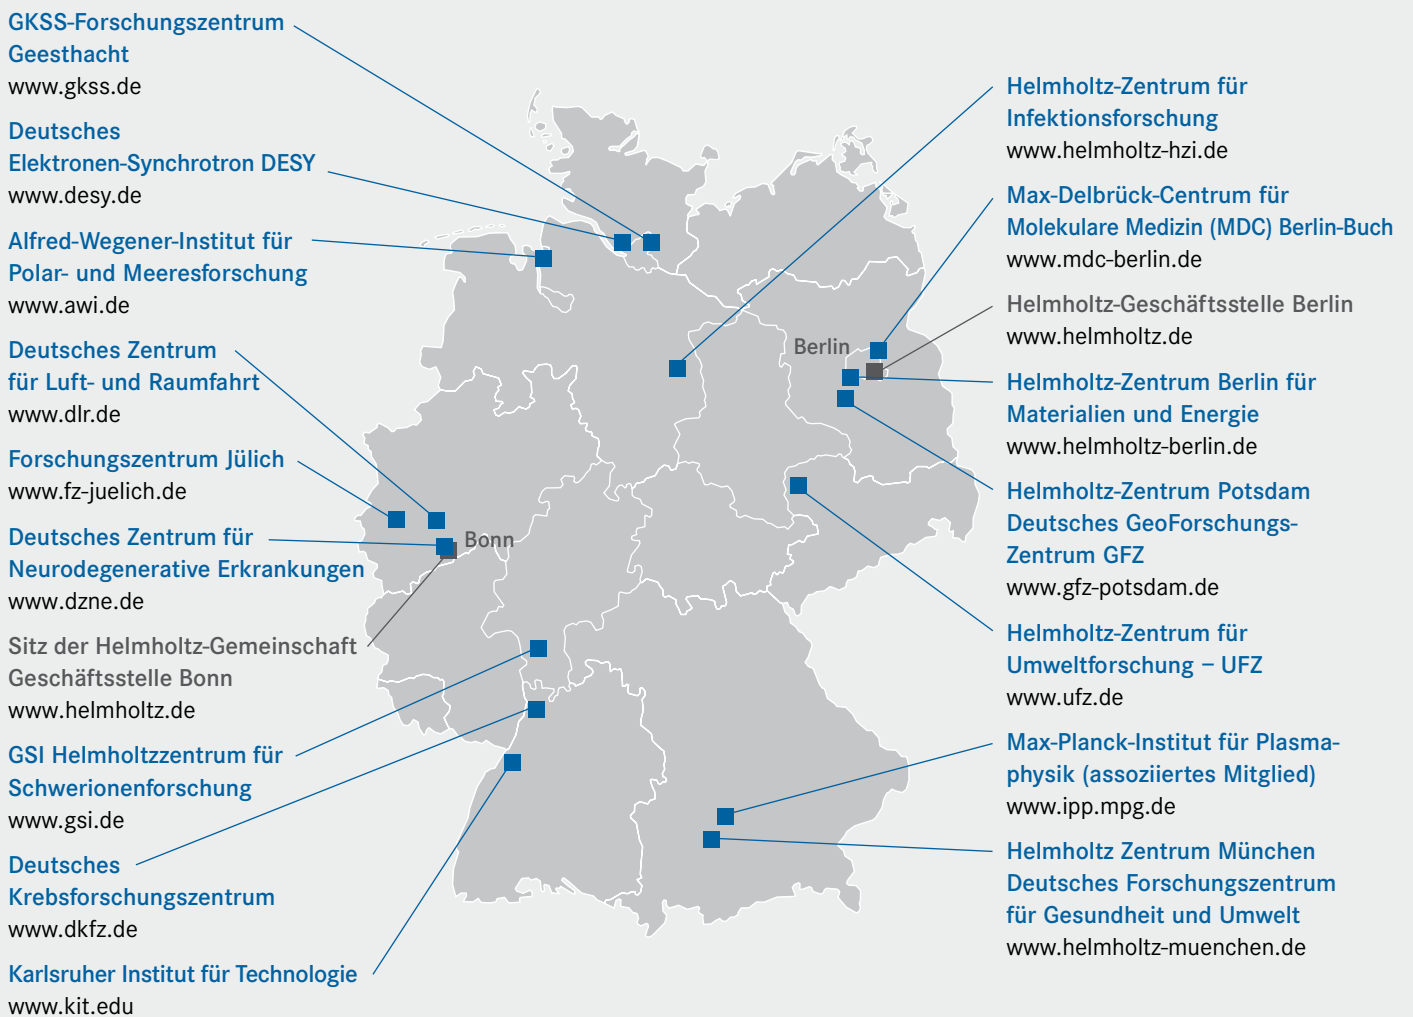 GKSS-Forschungszentrum
Geesthacht
www.gkss.de
Deutsches
Elektronen-Synchrotron DESY
www.desy.de
Alfred-Wegener-Institut für
Polar- und Meeresforschung
www.awi.de
Deutsches Zentrum
für Luft- und Raumfahrt
www.dlr.de
Forschungszentrum Jülich
www.fz-juelich.de
Deutsches Zentrum für
Neurodegenerative Erkrankungen
www.dzne.de
Sitz der Helmholtz-Gemeinschaft
Geschäftsstelle Bonn
www.helmholtz.de
GSI Helmholtzzentrum für
Schwerionenforschung
www.gsi.de
Deutsches
Krebsforschungszentrum
www.dkfz.de
Karlsruher Institut für Technologie
www.kit.edu
Berlin
Bonn
Helmholtz-Zentrum für
Infektionsforschung
www.helmholtz-hzi.de
Max-Delbrück-Centrum für
Molekulare Medizin (MDC) Berlin-Buch
www.mdc-berlin.de
Helmholtz-Geschäftsstelle Berlin
www.helmholtz.de
Helmholtz-Zentrum Berlin für
Materialien und Energie
www.helmholtz-berlin.de
Helmholtz-Zentrum Potsdam
Deutsches GeoForschungs-
Zentrum GFZ
www.gfz-potsdam.de
Helmholtz-Zentrum für
Umweltforschung – UFZ
www.ufz.de
Max-Planck-Institut für Plasma-
physik (assoziiertes Mitglied)
www.ipp.mpg.de
Helmholtz Zentrum München
Deutsches Forschungszentrum
für Gesundheit und Umwelt
www.helmholtz-muenchen.de